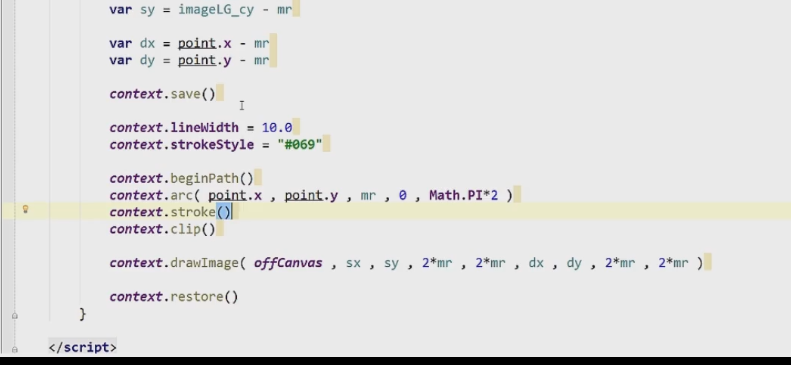 var sy = imageLG_cy - mr
var dx = point.x - mr
var dy = point.y - mr
context.save()
context.lineWidth = 10.0
context.strokeStyle = "#069"
context.beginPath()
context.arc( point.x , point.y , mr , 0 , Math.PI*2 )
context.stroke()
context.clip()
context.drawImage( offCanvas , sx , sy , 2*mr , 2*mr , dx , dy , 2*mr , 2*mr )
context.restore()
}
</script>